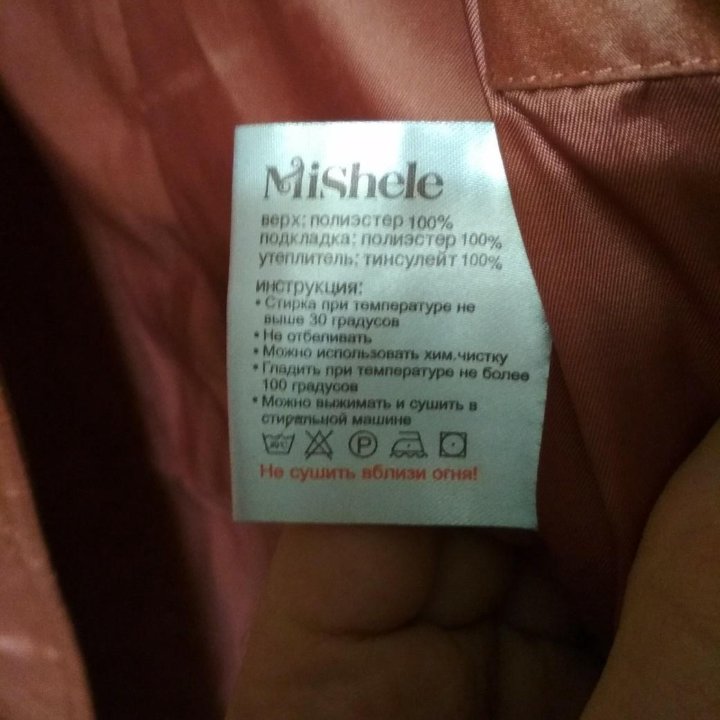 MiShele
верх: полиэстер 100%
подкладка: полиэстер 100%
утеплитель: тинсулейт 100%
инструкция:
• Стирка при температуре не
выше 30 градусов
• Не отбеливать
• Можно использовать хим.чистку
• Гладить при температуре не более
100 градусов
• Можно выжимать и сушить в
стиральной машине
30°C P
Не сушить вблизи огня!